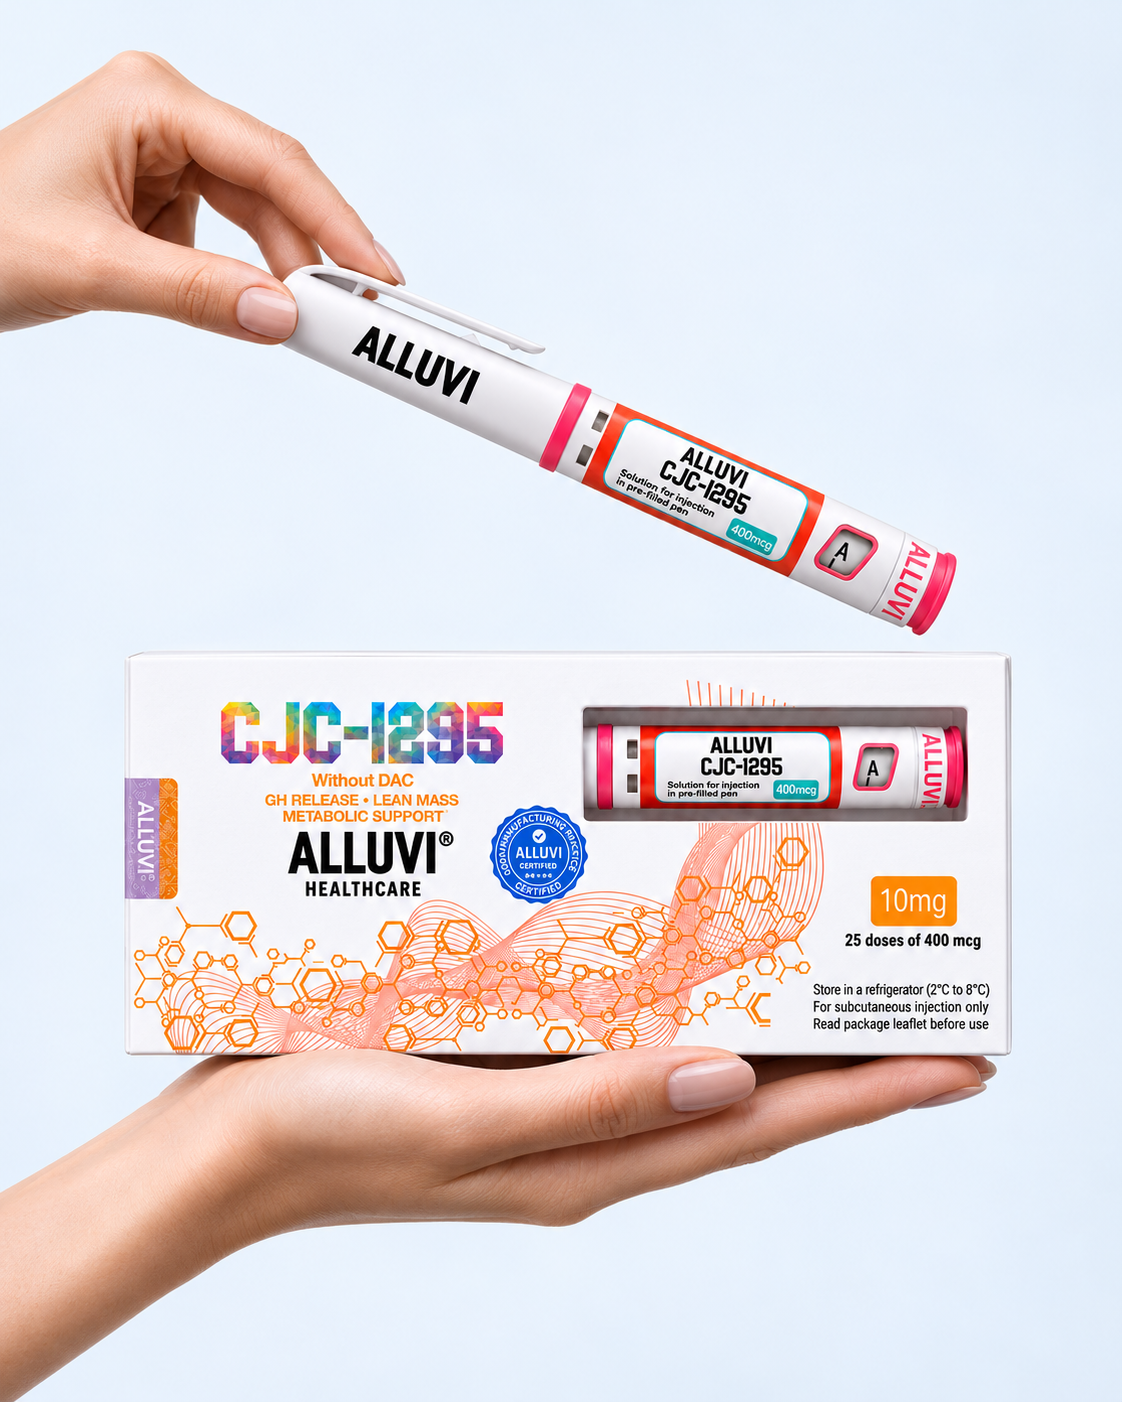 ALLUVI
ALLUVI
CJC-1295
Solution for injection
in pre-filled pen
400mcg
A
ALLUVI
CJC-1295
Without DAC
GH RELEASE • LEAN MASS
METABOLIC SUPPORT
ALLUVI®
HEALTHCARE
ALLUVI®
ALLUVI
CERTIFIED
CERTIFIED
ALLUVI
CJC-1295
Solution for injection
in pre-filled pen
400mcg
A
ALLUVI
10mg
25 doses of 400 mcg
Store in a refrigerator (2°C to 8°C)
For subcutaneous injection only
Read package leaflet before use